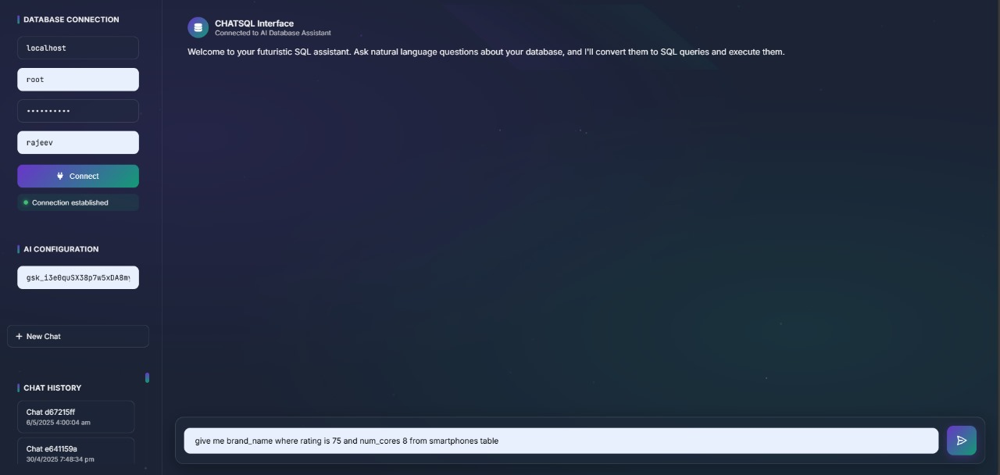 DATABASE CONNECTION
localhost
root
••••••••••
rajeev
Connect
Connection established
AI CONFIGURATION
gsk_i3e0quSX38p7w5xDA8my
New Chat
CHAT HISTORY
Chat d67215ff
6/5/2025 4:00:04 am
Chat e641159a
30/4/2025 7:48:34 pm
CHATSQL Interface
Connected to AI Database Assistant
Welcome to your futuristic SQL assistant. Ask natural language questions about your database, and I'll convert them to SQL queries and execute them.
give me brand_name where rating is 75 and num_cores 8 from smartphones table